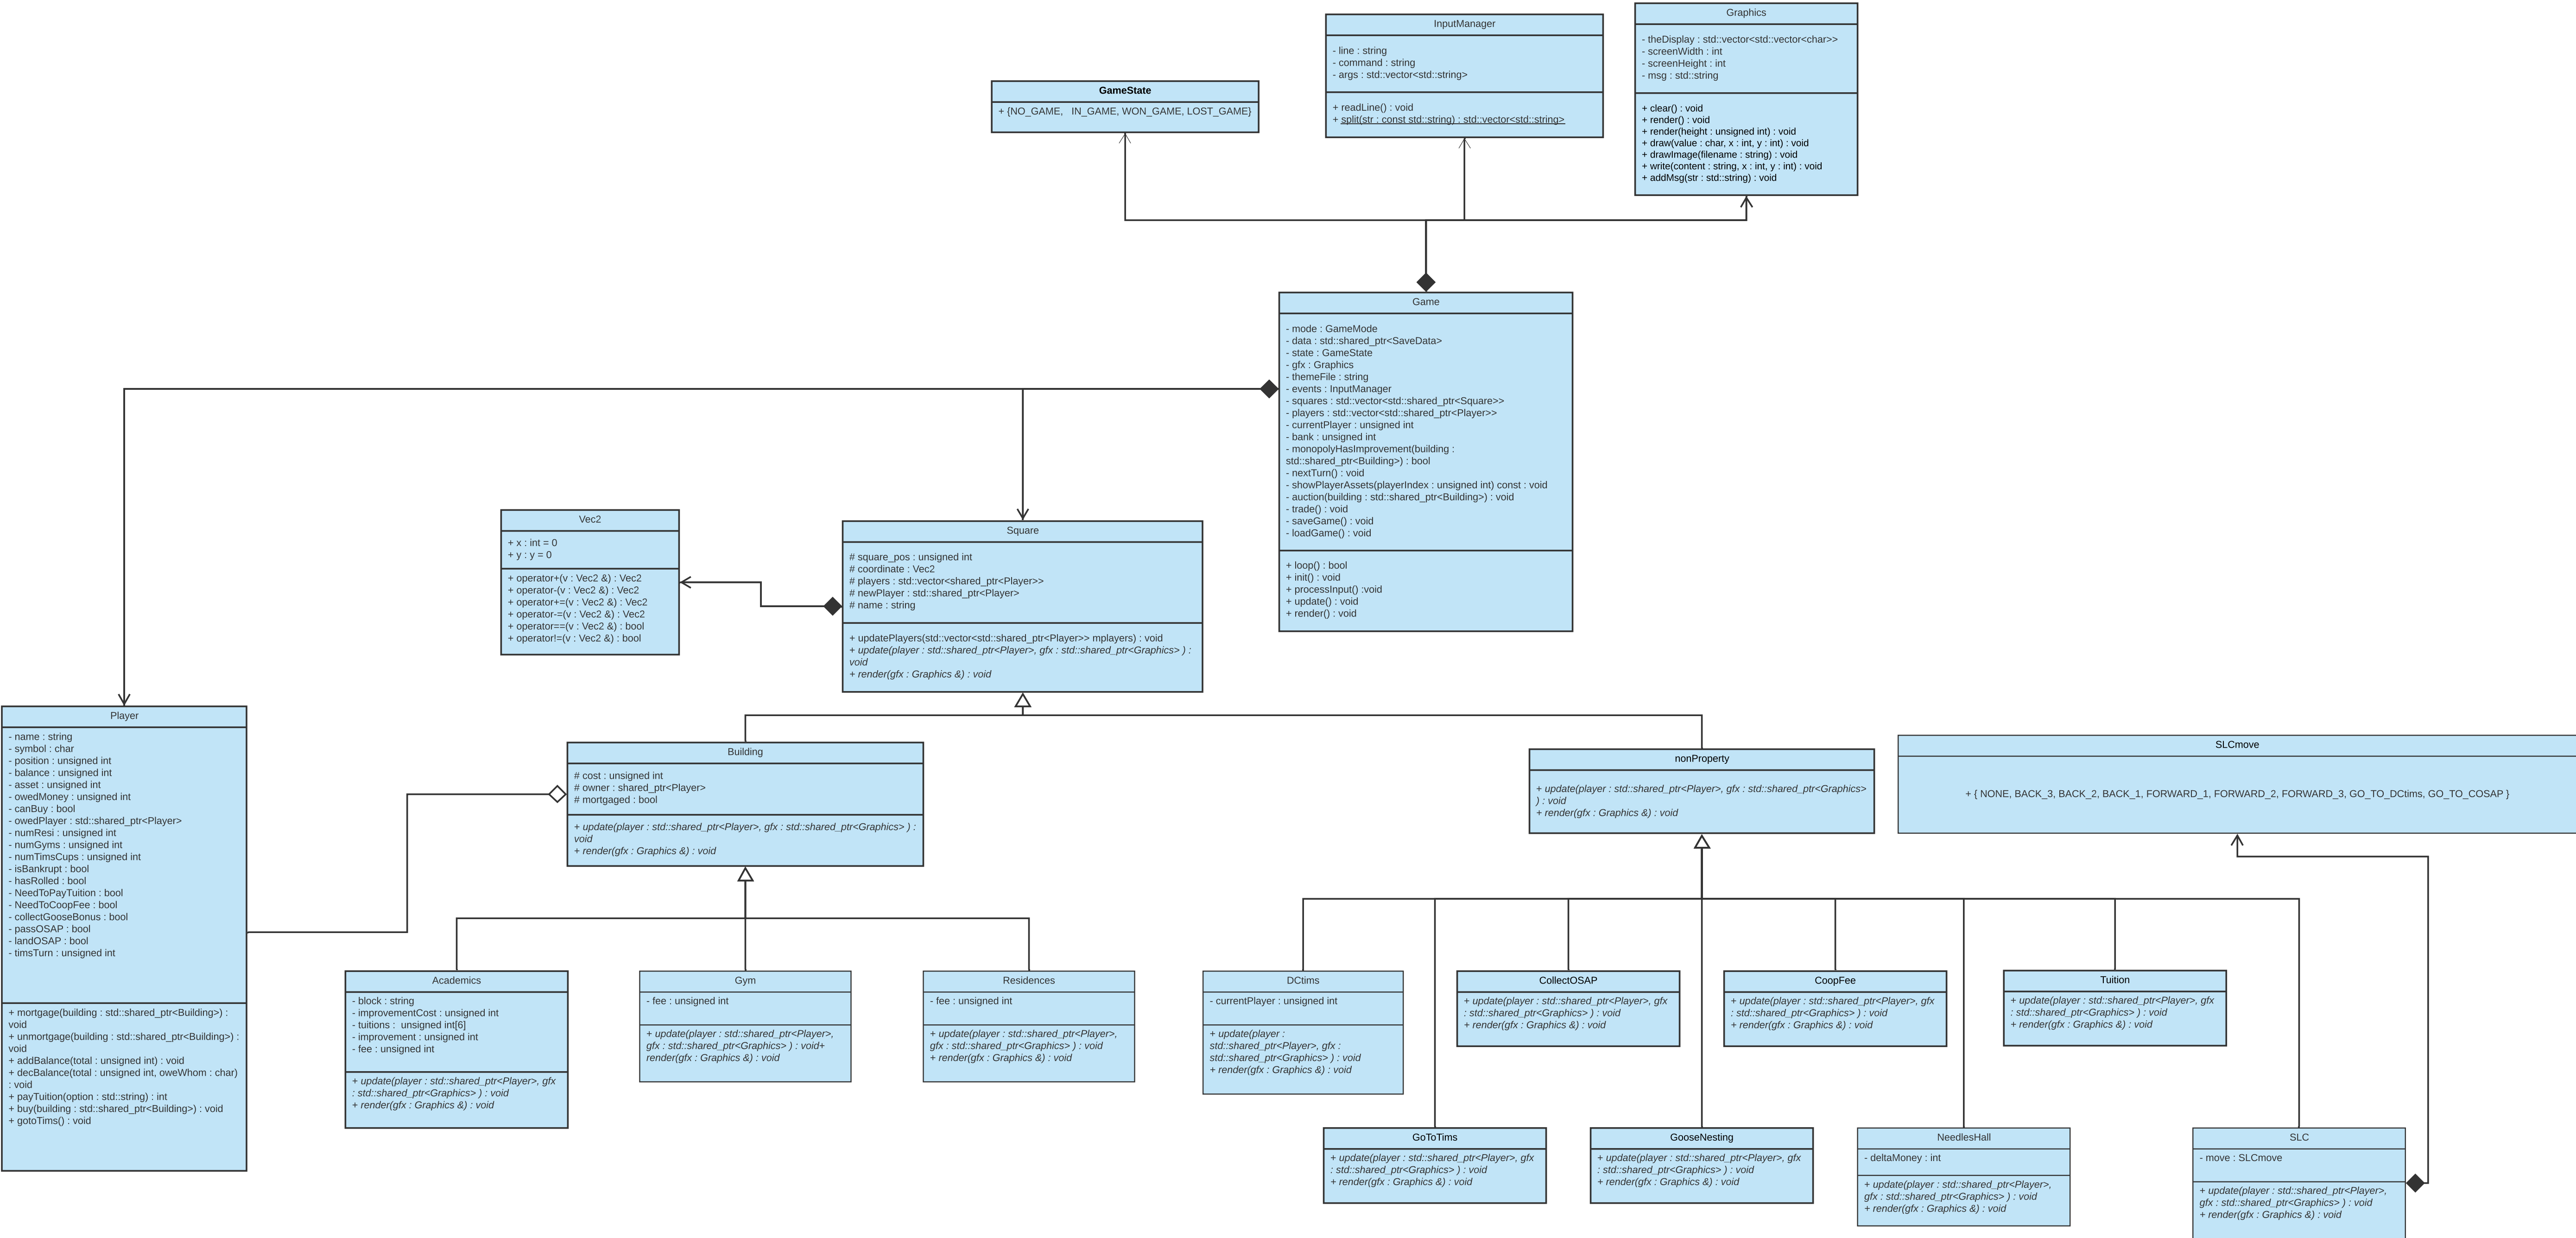 Graphics
- theDisplay : std::vector<std::vector<char>>
- screenWidth : int
- screenHeight : int
- msg : std::string
+ clear() : void
+ render() : void
+ render(height : unsigned int) : void
+ draw(value : char, x : int, y : int) : void
+ drawImage(filename : string) : void
+ write(content : string, x : int, y : int) : void
+ addMsg(str : std::string) : void
InputManager
- line : string
- command : string
- args : std::vector<std::string>
+ readLine() : void
+ split(str : const std::string) : std::vector<std::string>
GameState
+ {NO_GAME,   IN_GAME, WON_GAME, LOST_GAME}
Game
- mode : GameMode
- data : std::shared_ptr<SaveData>
- state : GameState
- gfx : Graphics
- themeFile : string
- events : InputManager
- squares : std::vector<std::shared_ptr<Square>>
- players : std::vector<std::shared_ptr<Player>>
- currentPlayer : unsigned int
- bank : unsigned int
- monopolyHasImprovement(building :
std::shared_ptr<Building>) : bool
- nextTurn() : void
- showPlayerAssets(playerIndex : unsigned int) const : void
- auction(building : std::shared_ptr<Building>) : void
- trade() : void
- saveGame() : void
- loadGame() : void
+ loop() : bool
+ init() : void
+ processInput() :void
+ update() : void
+ render() : void
Vec2
+ x : int = 0
+ y : y = 0
+ operator+(v : Vec2 &) : Vec2
+ operator-(v : Vec2 &) : Vec2
+ operator+=(v : Vec2 &) : Vec2
+ operator-=(v : Vec2 &) : Vec2
+ operator==(v : Vec2 &) : bool
+ operator!=(v : Vec2 &) : bool
Square
# square_pos : unsigned int
# coordinate : Vec2
# players : std::vector<shared_ptr<Player>>
# newPlayer : std::shared_ptr<Player>
# name : string
+ updatePlayers(std::vector<std::shared_ptr<Player>> mplayers) : void
+ update(player : std::shared_ptr<Player>, gfx : std::shared_ptr<Graphics> ) :
void
+ render(gfx : Graphics &) : void
Player
- name : string
- symbol : char
- position : unsigned int
- balance : unsigned int
- asset : unsigned int
- owedMoney : unsigned int
- canBuy : bool
- owedPlayer : std::shared_ptr<Player>
- numResi : unsigned int
- numGyms : unsigned int
- numTimsCups : unsigned int
- isBankrupt : bool
- hasRolled : bool
- NeedToPayTuition : bool
- NeedToCoopFee : bool
- collectGooseBonus : bool
- passOSAP : bool
- landOSAP : bool
- timsTurn : unsigned int
+ mortgage(building : std::shared_ptr<Building>) :
void
+ unmortgage(building : std::shared_ptr<Building>) :
void
+ addBalance(total : unsigned int) : void
+ decBalance(total : unsigned int, oweWhom : char)
: void
+ payTuition(option : std::string) : int
+ buy(building : std::shared_ptr<Building>) : void
+ gotoTims() : void
Building
# cost : unsigned int
# owner : shared_ptr<Player>
# mortgaged : bool
+ update(player : std::shared_ptr<Player>, gfx : std::shared_ptr<Graphics> ) :
void
+ render(gfx : Graphics &) : void
nonProperty
+ update(player : std::shared_ptr<Player>, gfx : std::shared_ptr<Graphics>
) : void
+ render(gfx : Graphics &) : void
SLCmove
+ { NONE, BACK_3, BACK_2, BACK_1, FORWARD_1, FORWARD_2, FORWARD_3, GO_TO_DCtims, GO_TO_COSAP }
Academics
- block : string
- improvementCost : unsigned int
- tuitions :  unsigned int[6]
- improvement : unsigned int
- fee : unsigned int
+ update(player : std::shared_ptr<Player>, gfx
: std::shared_ptr<Graphics> ) : void
+ render(gfx : Graphics &) : void
Gym
- fee : unsigned int
+ update(player : std::shared_ptr<Player>,
gfx : std::shared_ptr<Graphics> ) : void+
render(gfx : Graphics &) : void
Residences
- fee : unsigned int
+ update(player : std::shared_ptr<Player>,
gfx : std::shared_ptr<Graphics> ) : void
+ render(gfx : Graphics &) : void
DCtims
- currentPlayer : unsigned int
+ update(player :
std::shared_ptr<Player>, gfx :
std::shared_ptr<Graphics> ) : void
+ render(gfx : Graphics &) : void
CollectOSAP
+ update(player : std::shared_ptr<Player>, gfx
: std::shared_ptr<Graphics> ) : void
+ render(gfx : Graphics &) : void
CoopFee
+ update(player : std::shared_ptr<Player>, gfx
: std::shared_ptr<Graphics> ) : void
+ render(gfx : Graphics &) : void
Tuition
+ update(player : std::shared_ptr<Player>, gfx
: std::shared_ptr<Graphics> ) : void
+ render(gfx : Graphics &) : void
GoToTims
+ update(player : std::shared_ptr<Player>, gfx
: std::shared_ptr<Graphics> ) : void
+ render(gfx : Graphics &) : void
GooseNesting
+ update(player : std::shared_ptr<Player>, gfx
: std::shared_ptr<Graphics> ) : void
+ render(gfx : Graphics &) : void
NeedlesHall
- deltaMoney : int
+ update(player : std::shared_ptr<Player>,
gfx : std::shared_ptr<Graphics> ) : void
+ render(gfx : Graphics &) : void
SLC
- move : SLCmove
+ update(player : std::shared_ptr<Player>,
gfx : std::shared_ptr<Graphics> ) : void
+ render(gfx : Graphics &) : void